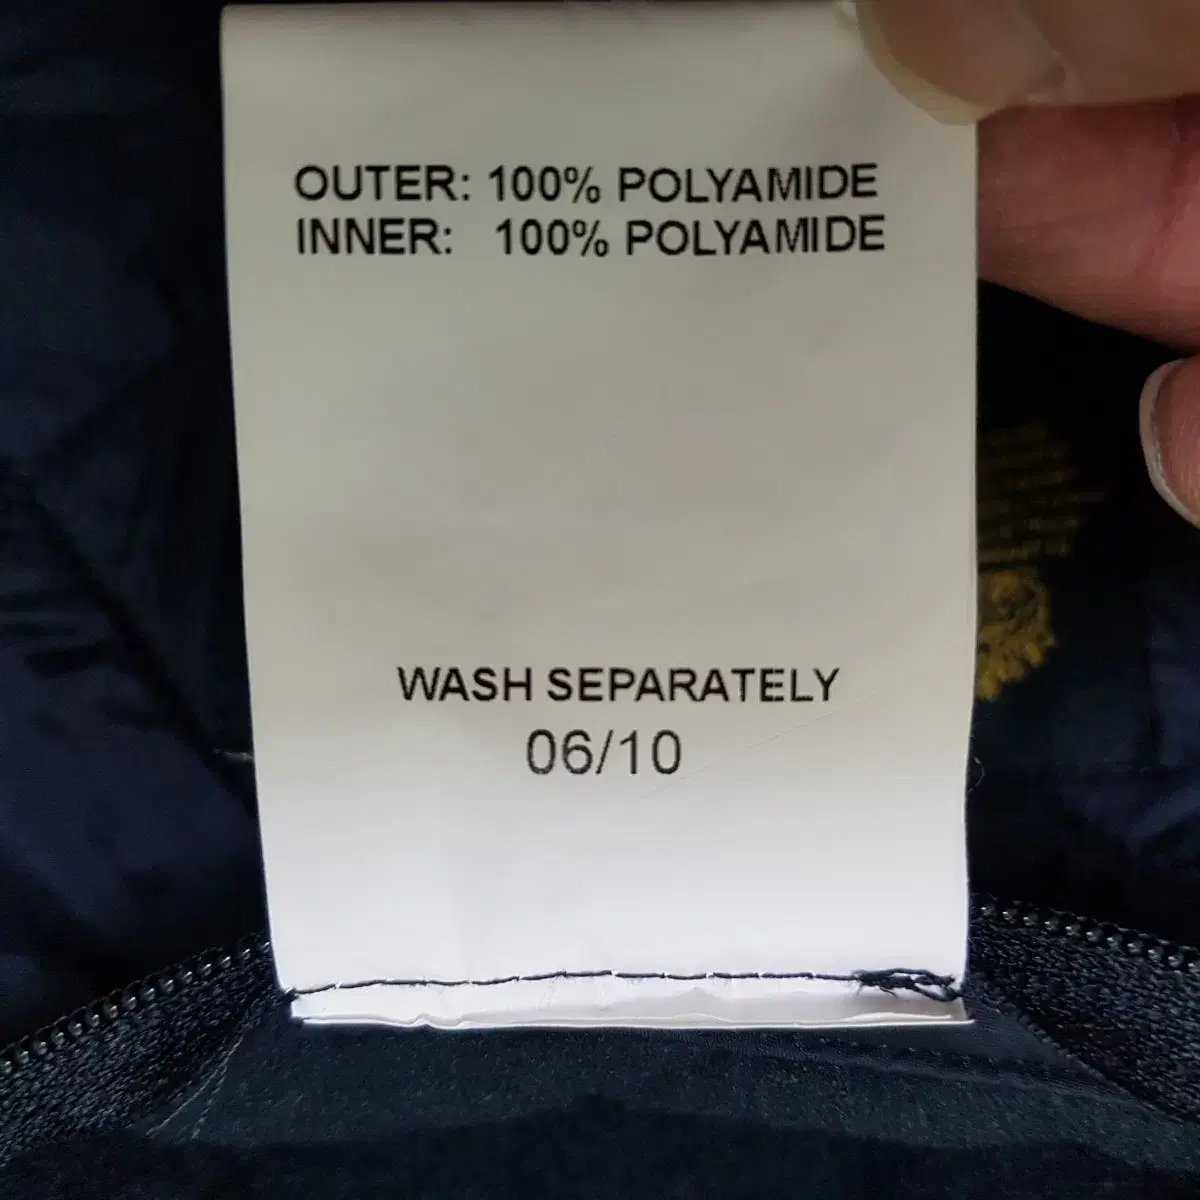 OUTER: 100% POLYAMIDE
INNER: 100% POLYAMIDE
WASH SEPARATELY
06/10